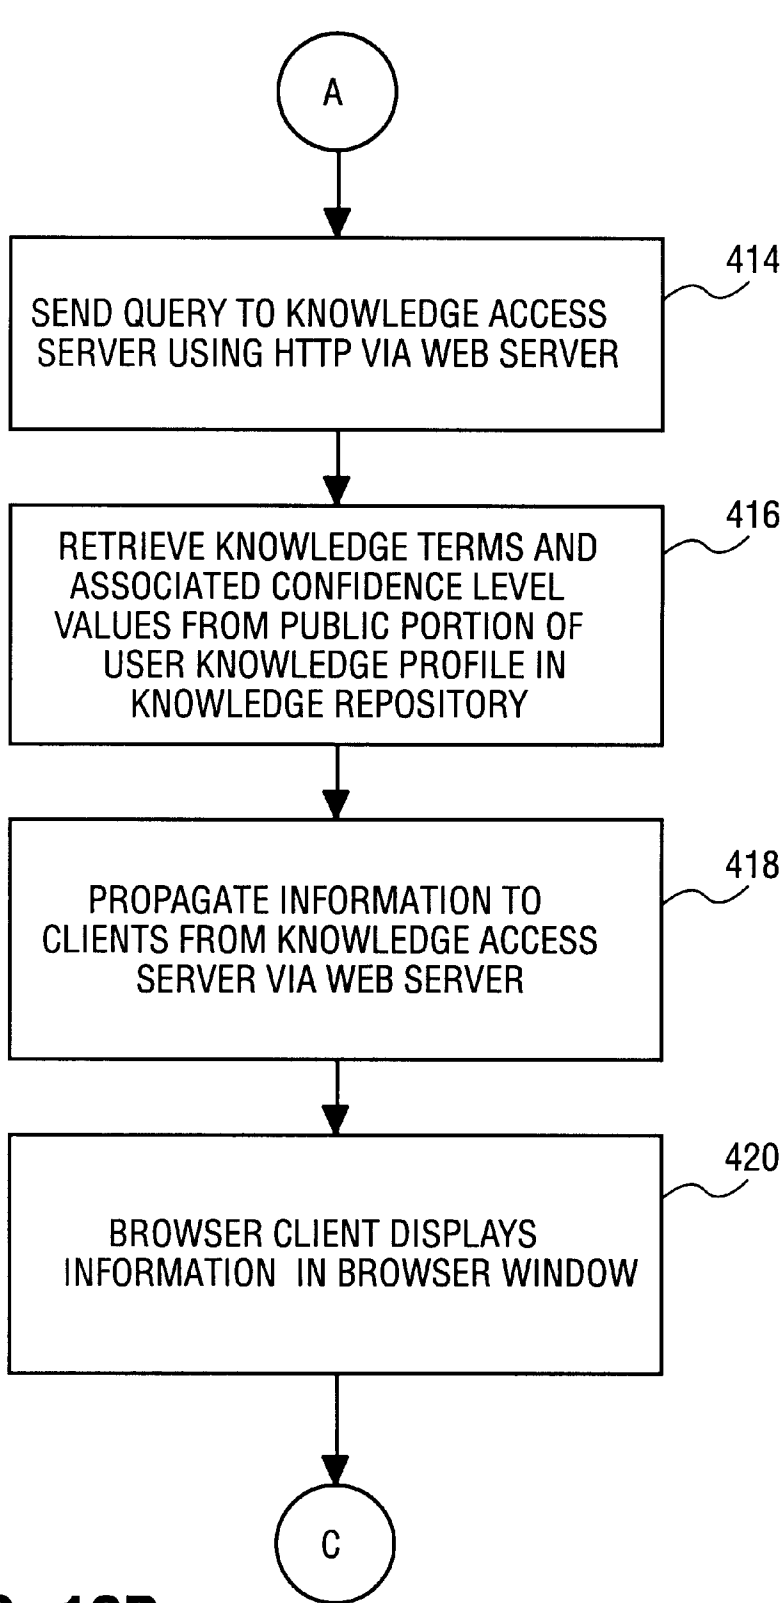 A
414
SEND QUERY TO KNOWLEDGE ACCESS
SERVER USING HTTP VIA WEB SERVER
416
RETRIEVE KNOWLEDGE TERMS AND
ASSOCIATED CONFIDENCE LEVEL
VALUES FROM PUBLIC PORTION OF
USER KNOWLEDGE PROFILE IN
KNOWLEDGE REPOSITORY
418
PROPAGATE INFORMATION TO
CLIENTS FROM KNOWLEDGE ACCESS
SERVER VIA WEB SERVER
420
BROWSER CLIENT DISPLAYS
INFORMATION IN BROWSER WINDOW
C